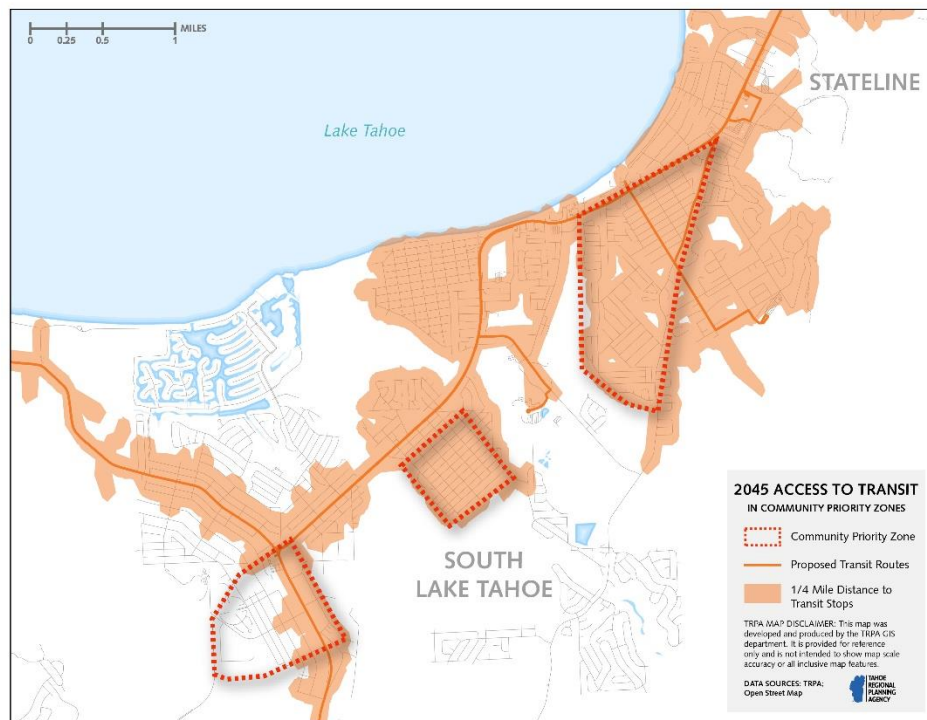 MILES
0 0.25 0.5 1
STATELINE
Lake Tahoe
SOUTH
LAKE TAHOE
2045 ACCESS TO TRANSIT
IN COMMUNITY PRIORITY ZONES
Community Priority Zone
Proposed Transit Routes
1/4 Mile Distance to
Transit Stops
TRPA MAP DISCLAIMER: This map was
developed and produced by the TRPA GIS
department. It is provided for reference
only and is not intended to show map scale
accuracy or all inclusive map features.
DATA SOURCES: TRPA;
Open Street Map
TAHOE
REGIONAL
PLANNING
AGENCY